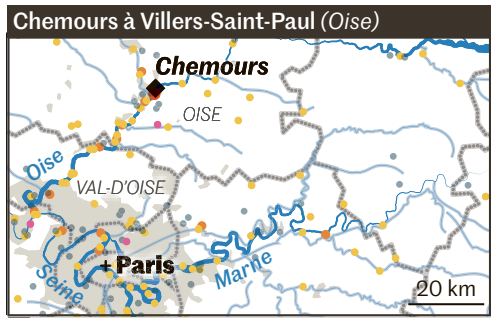 Chemours à Villers-Saint-Paul (Oise)
Chemours
OISE
Oise
VAL-D'OISE
Paris
Seine
Marne
20 km